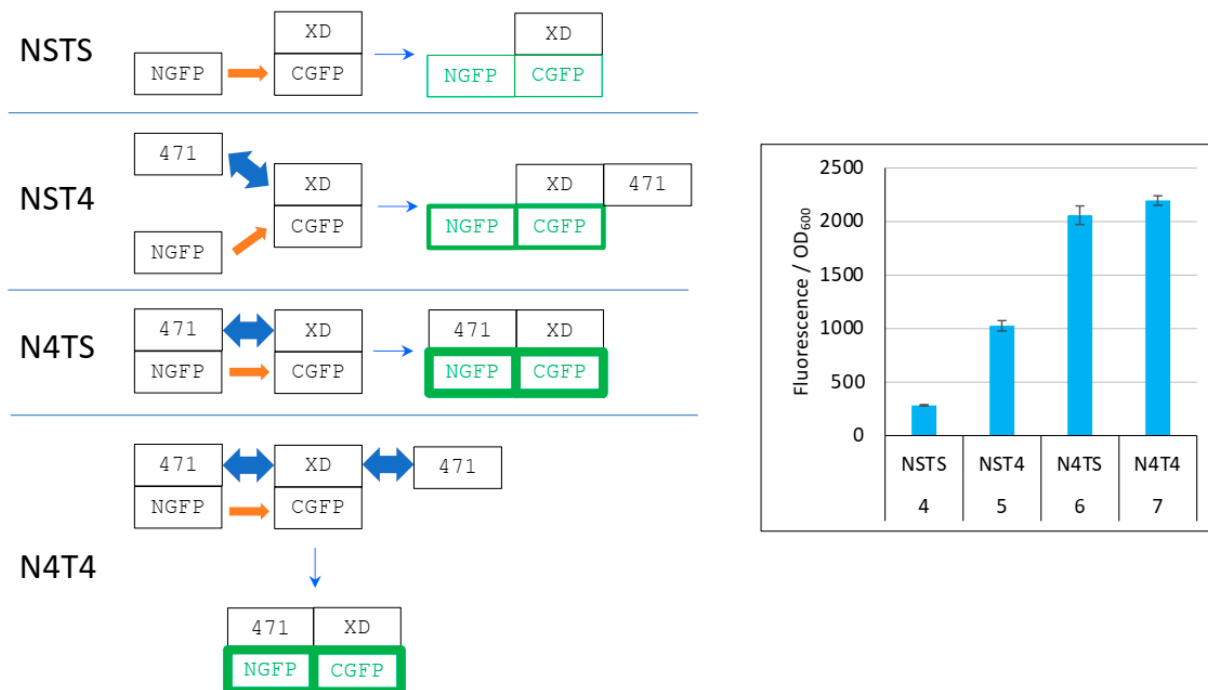 NSTS
XD
NGFP
CGFP
XD
NGFP
CGFP
NST4
471
XD
CGFP
NGFP
XD
471
NGFP
CGFP
N4TS
471
XD
NGFP
CGFP
471
XD
NGFP
CGFP
N4T4
471
XD
471
NGFP
CGFP
471
XD
NGFP
CGFP
Fluorescence / OD600
2500
2000
1500
1000
500
0
NSTS NST4 N4TS N4T4
4 5 6 7